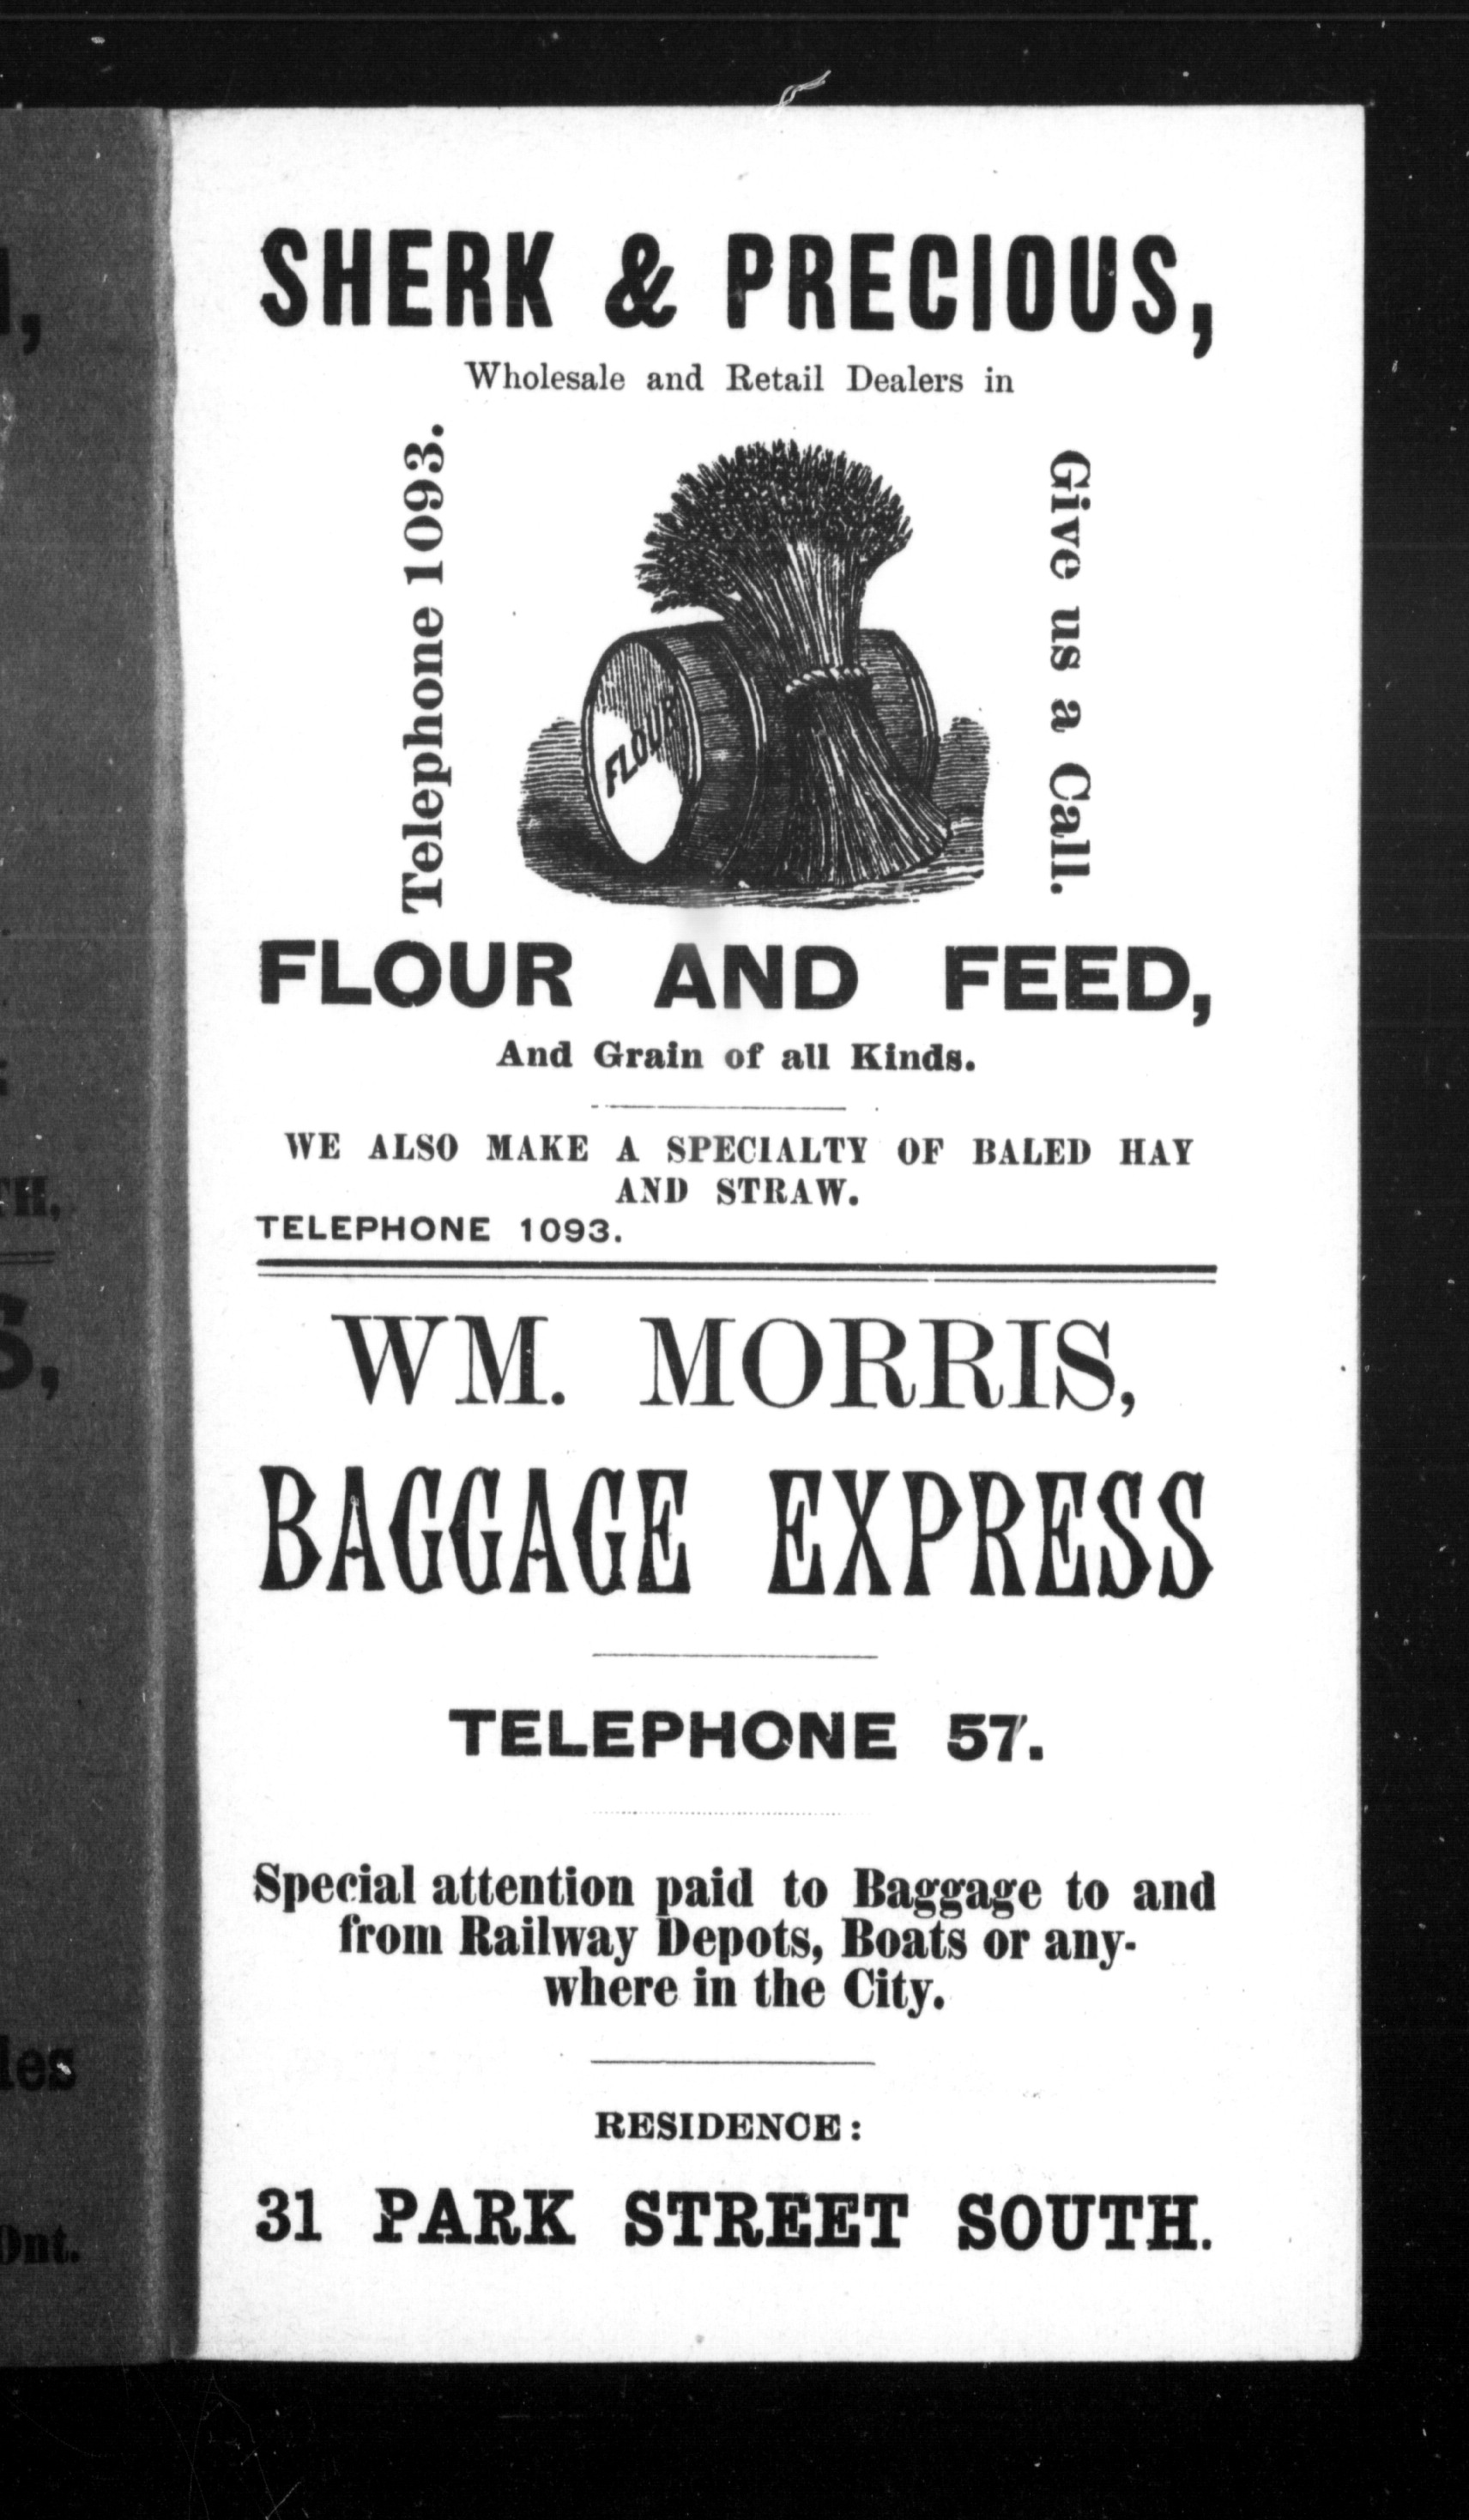 SHERK & PRECIOUS,
Wholesale and Retail Dealers in
Telephone 1093.
FLOUR
Give us a Call.
FLOUR AND FEED,
And Grain of all Kinds.
WE ALSO MAKE A SPECIALTY OF BALED HAY
AND STRAW.
TELEPHONE 1093.
WM. MORRIS,
BAGGAGE EXPRESS
TELEPHONE 57.
Special attention paid to Baggage to and
from Railway Depots, Boats or any-
where in the City.
RESIDENCE:
31 PARK STREET SOUTH.
Ont.